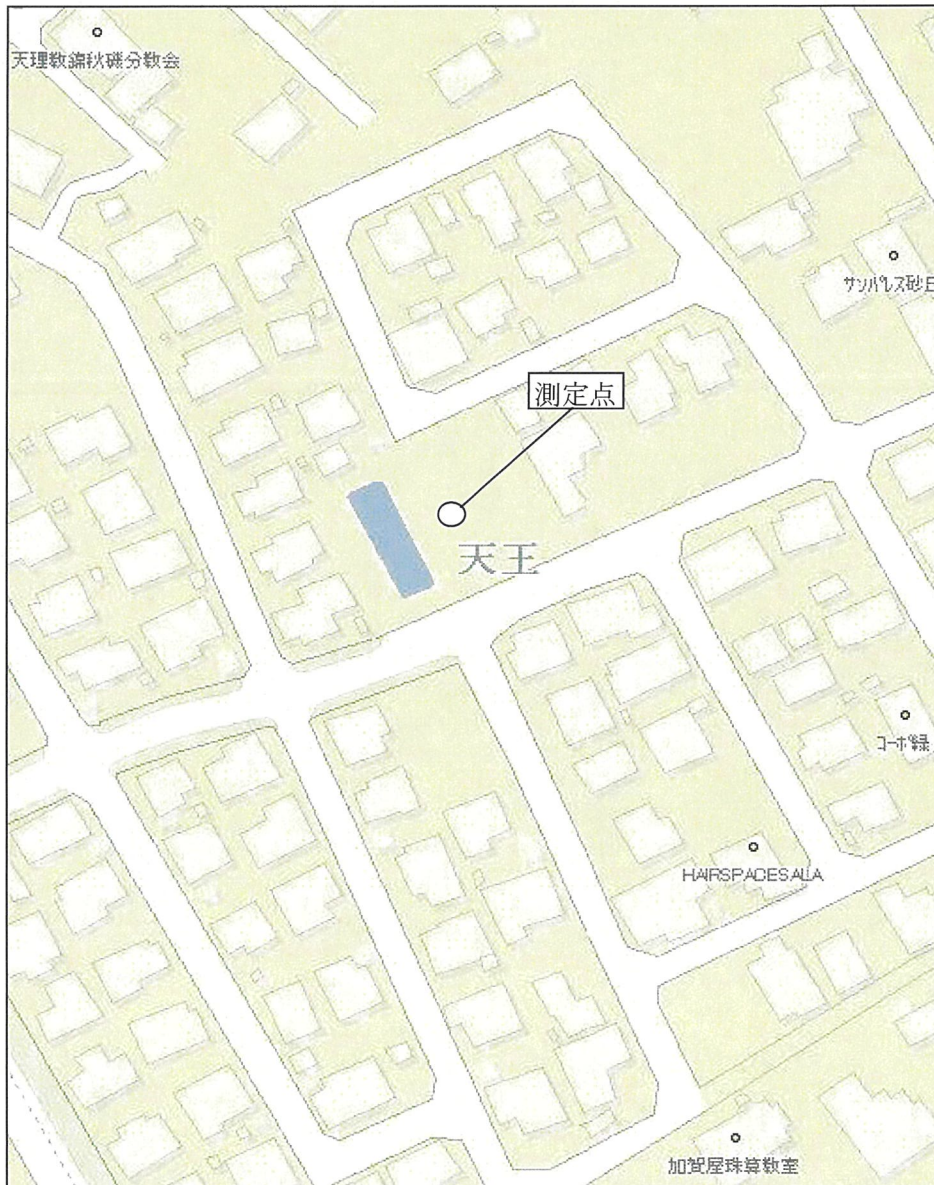 天理教錦秋磯分教会
サンパレス砂丘
測定点
天王
コーポ緑
HAIRSPACESALLA
加賀屋珠算教室